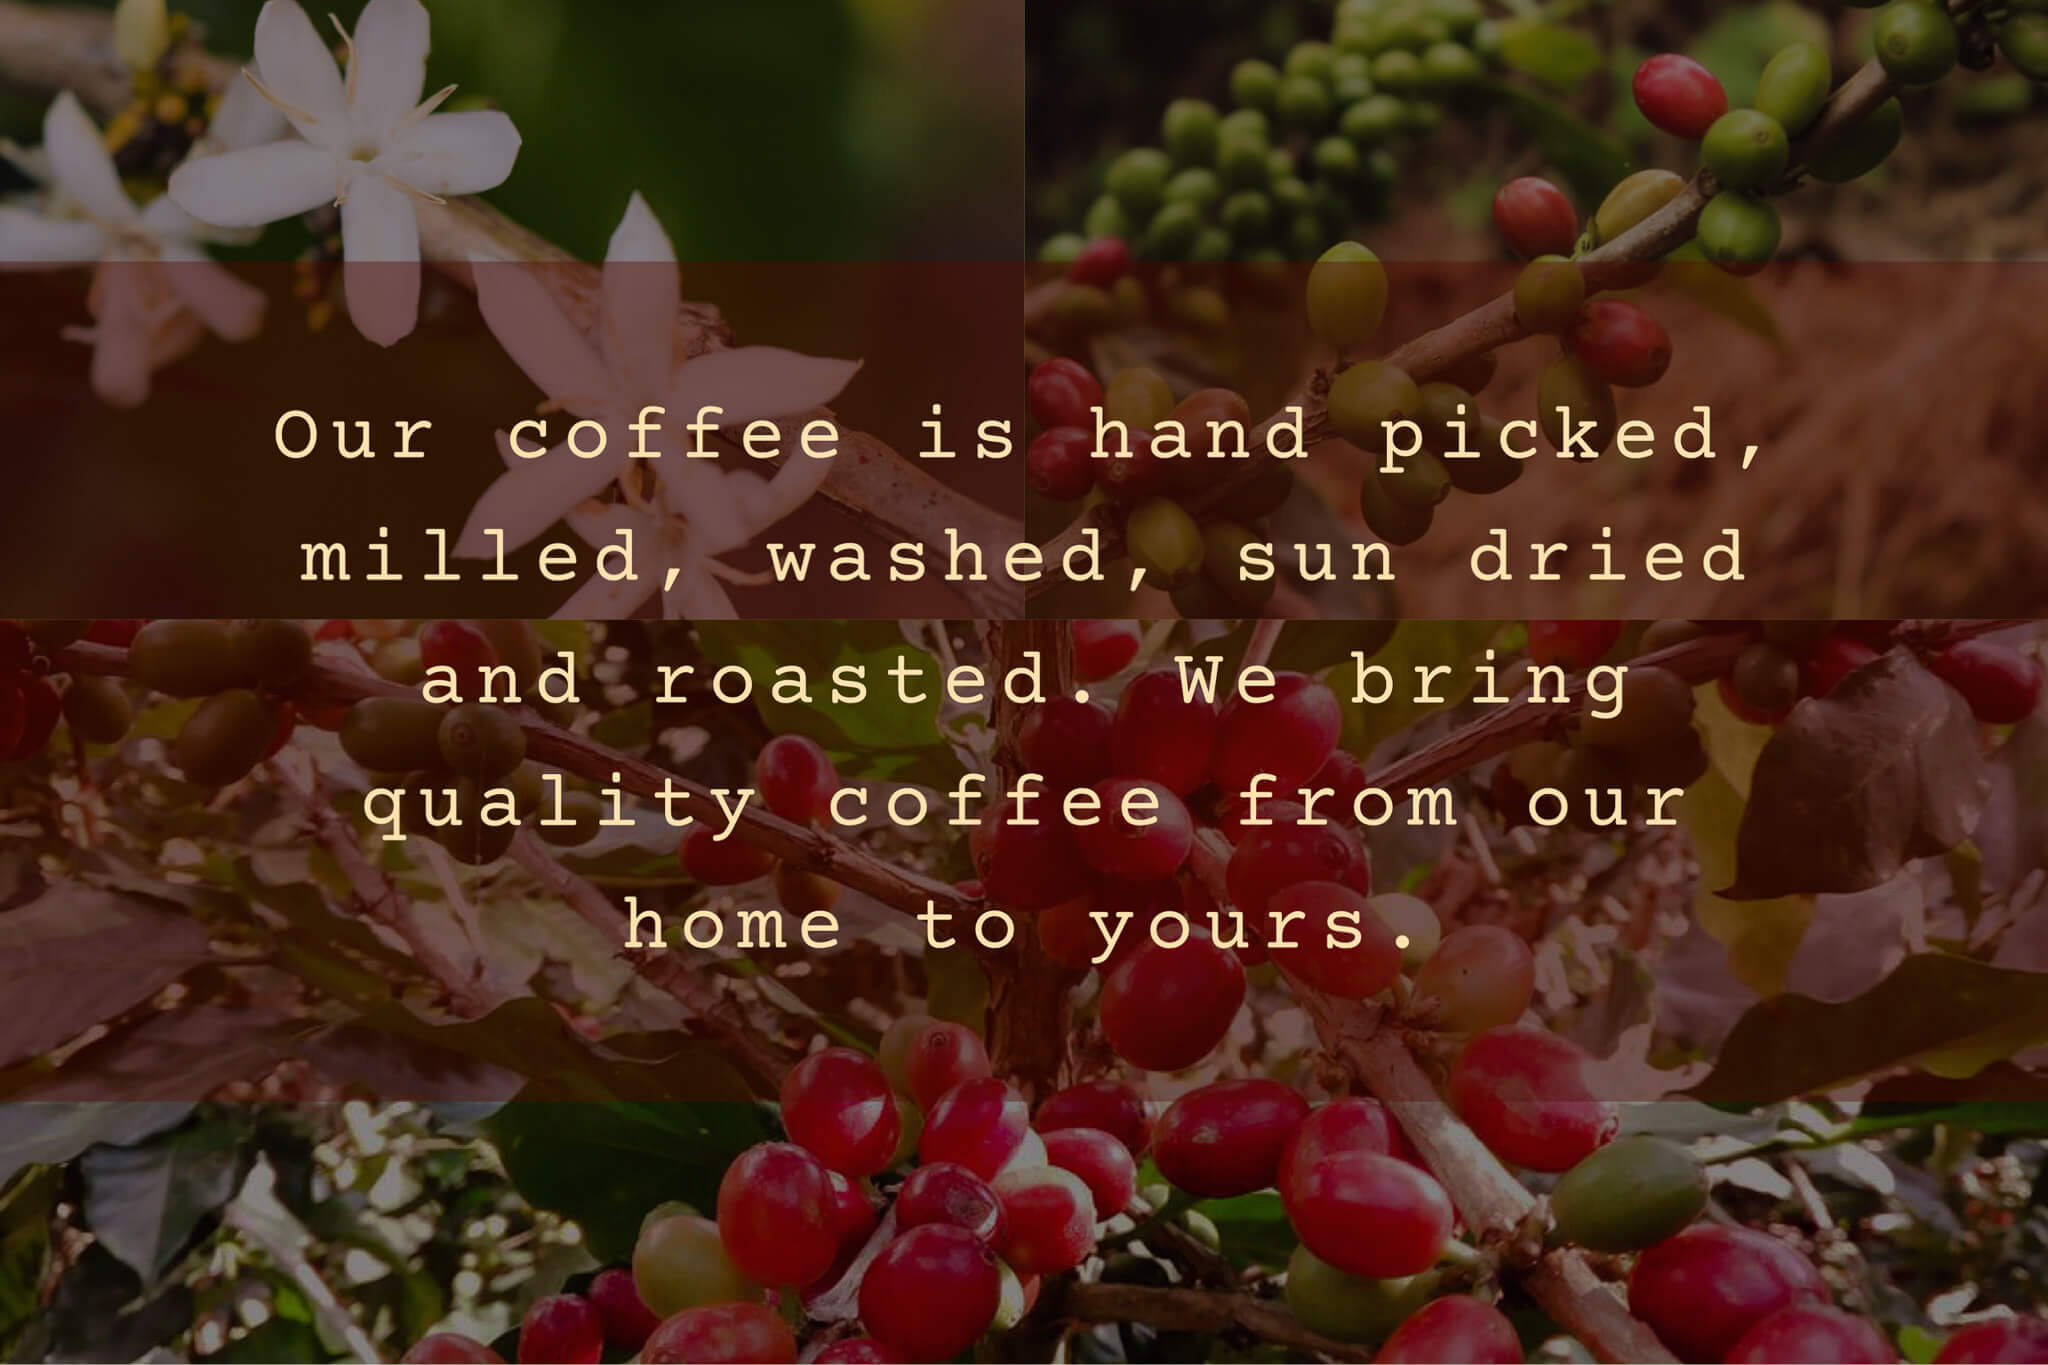 Our coffee is hand picked,
milled, washed, sun dried
and roasted. We bring
quality coffee from our
home to yours.